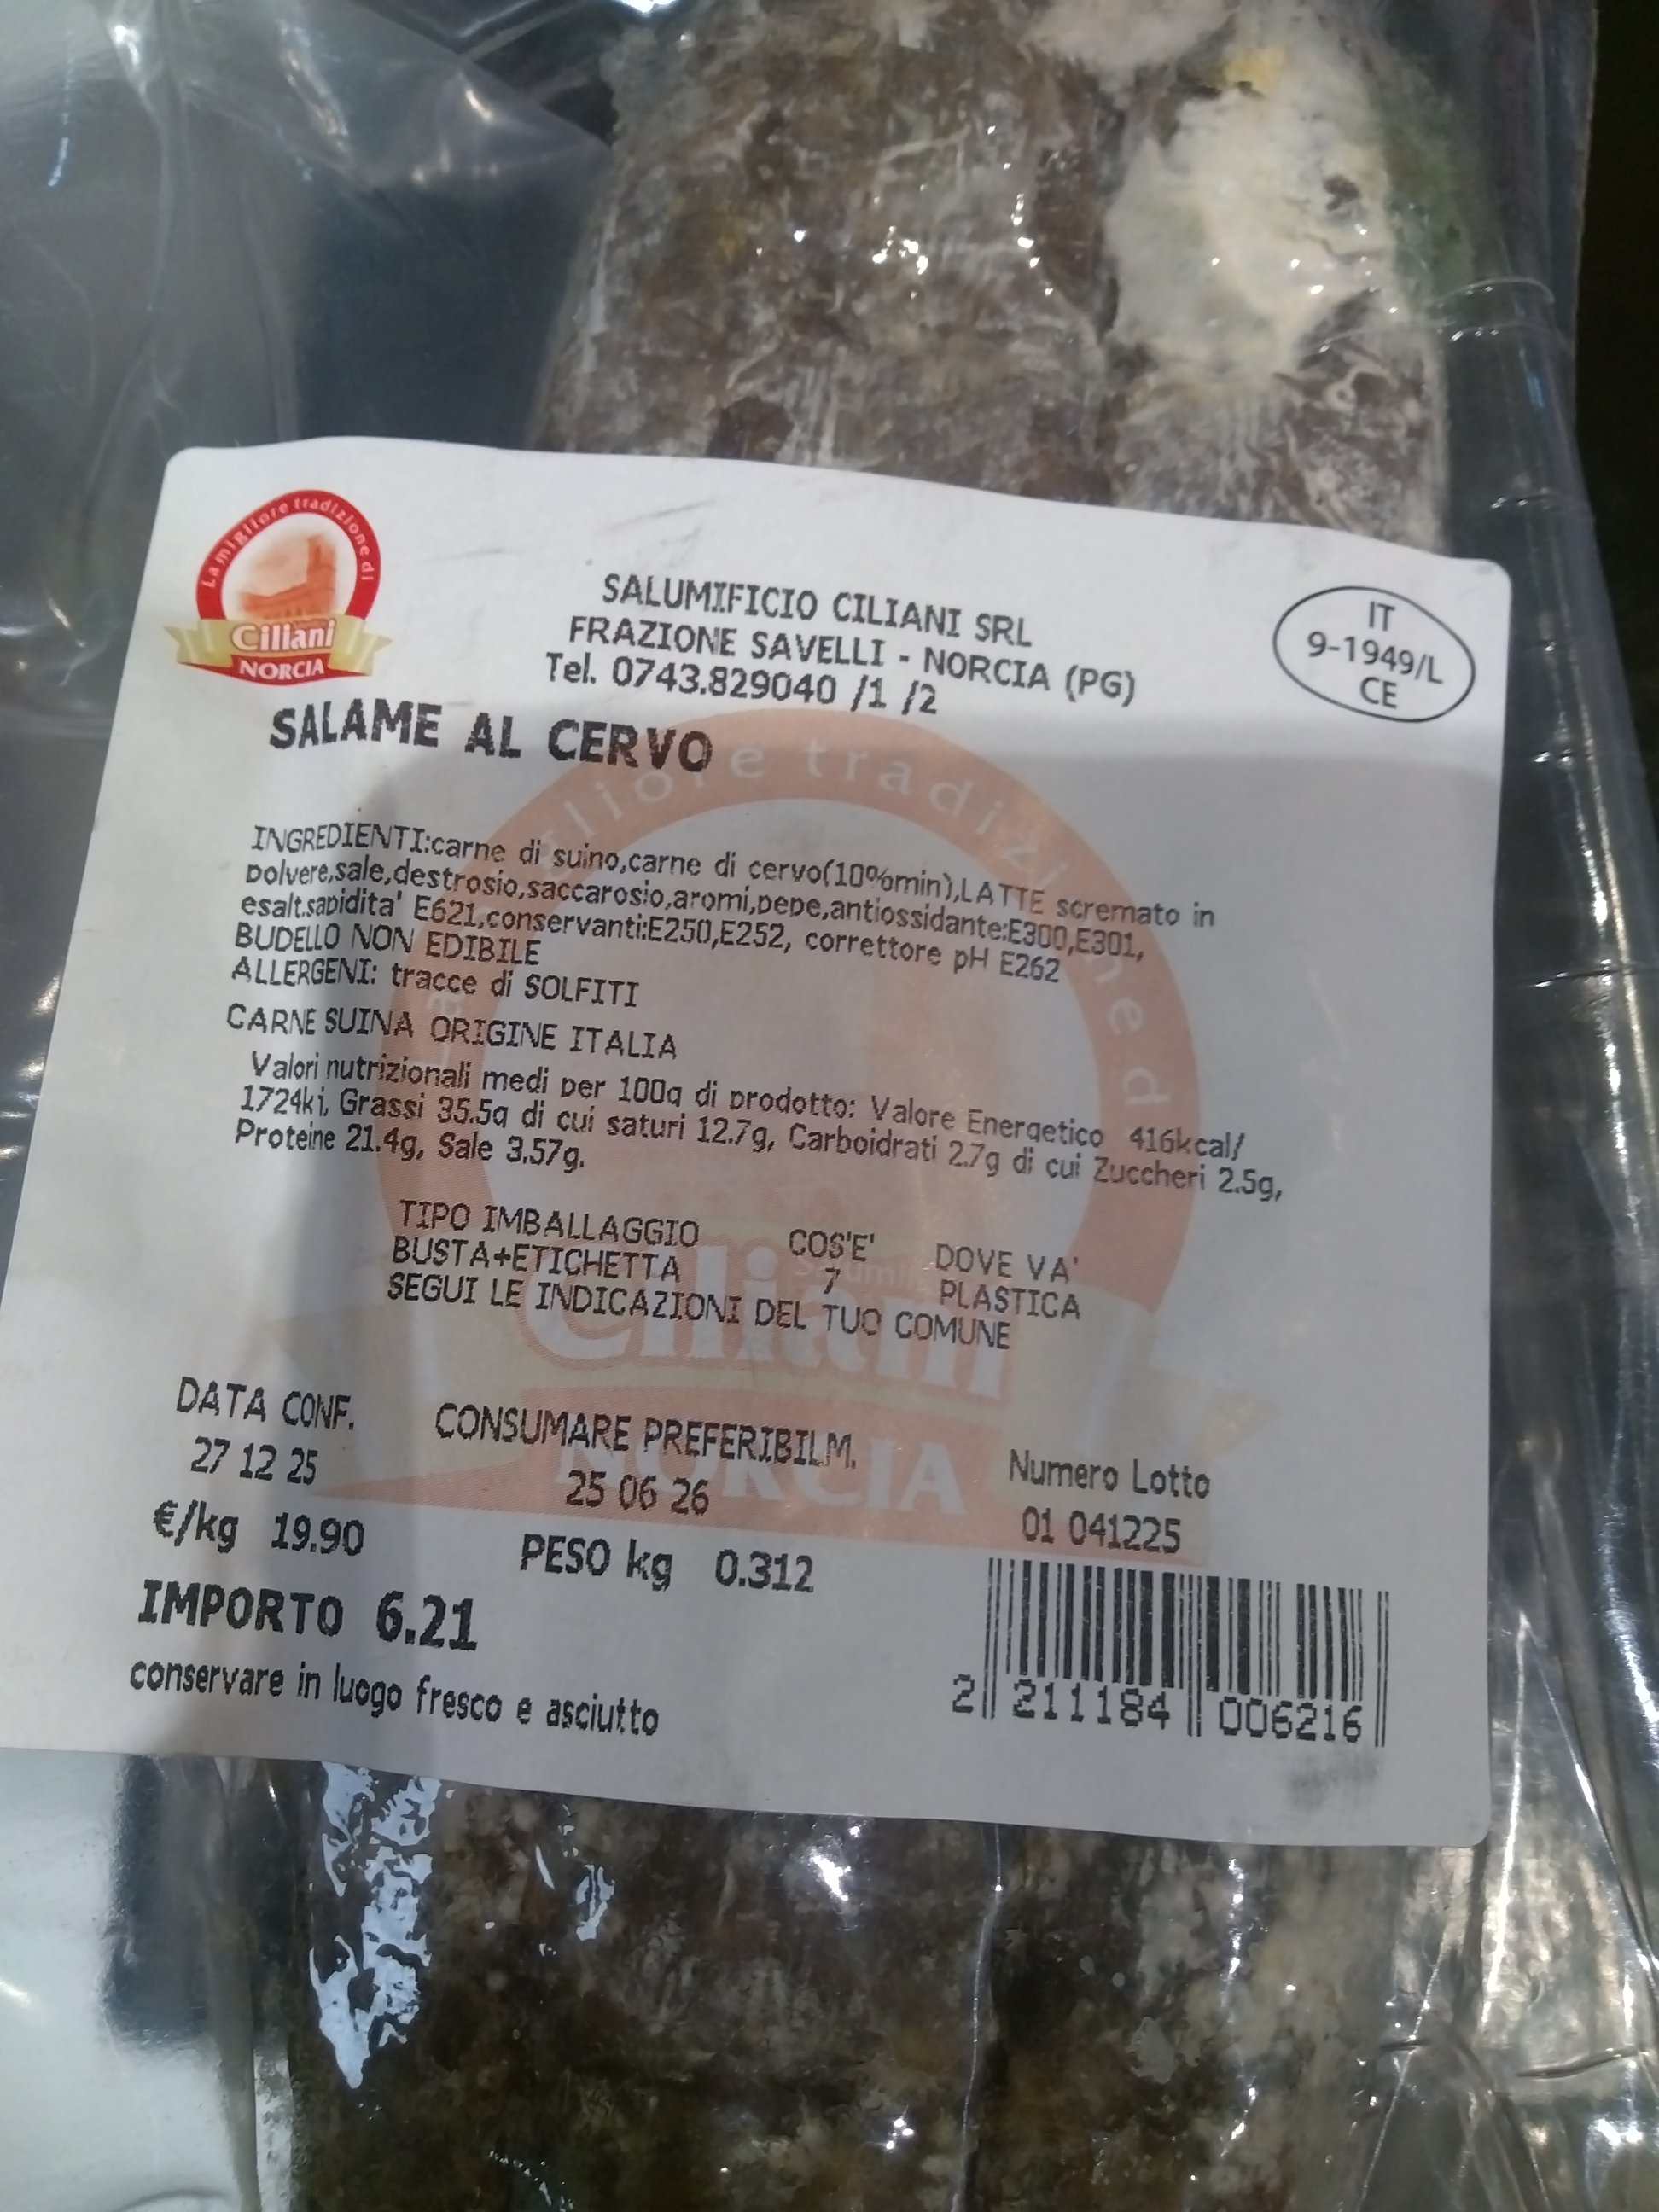 La migliore tradizione di
Ciliani
NORCIA
SALUMIFICIO CILIANI SRL
FRAZIONE SAVELLI - NORCIA (PG)
Tel. 0743.829040 /1 /2
IT
9-1949/L
CE
SALAME AL CERVO
INGREDIENTI:carne di suino,carne di cervo(10%min),LATTE scremato in
polvere,sale,destrosio,saccarosio,aromi,pepe,antiossidante:E300,E301,
esalt.sapidita' E621,conservanti:E250,E252, correttore pH E262
BUDELLO NON EDIBILE
ALLERGENI: tracce di SOLFITI
CARNE SUINA ORIGINE ITALIA
Valori nutrizionali medi per 100g di prodotto: Valore Energetico 416kcal/
1724kj, Grassi 35.5g di cui saturi 12.7g, Carboidrati 2.7g di cui Zuccheri 2.5g,
Proteine 21.4g, Sale 3.57g.
TIPO IMBALLAGGIO COS'E' DOVE VA'
BUSTA+ETICHETTA 7 PLASTICA
SEGUI LE INDICAZIONI DEL TUO COMUNE
Ciliani
NORCIA
DATA CONF. CONSUMARE PREFERIBILM. Numero Lotto
27 12 25 25 06 26 01 041225
€/kg 19.90 PESO kg 0.312
IMPORTO 6.21
conservare in luogo fresco e asciutto
2 211184 006216